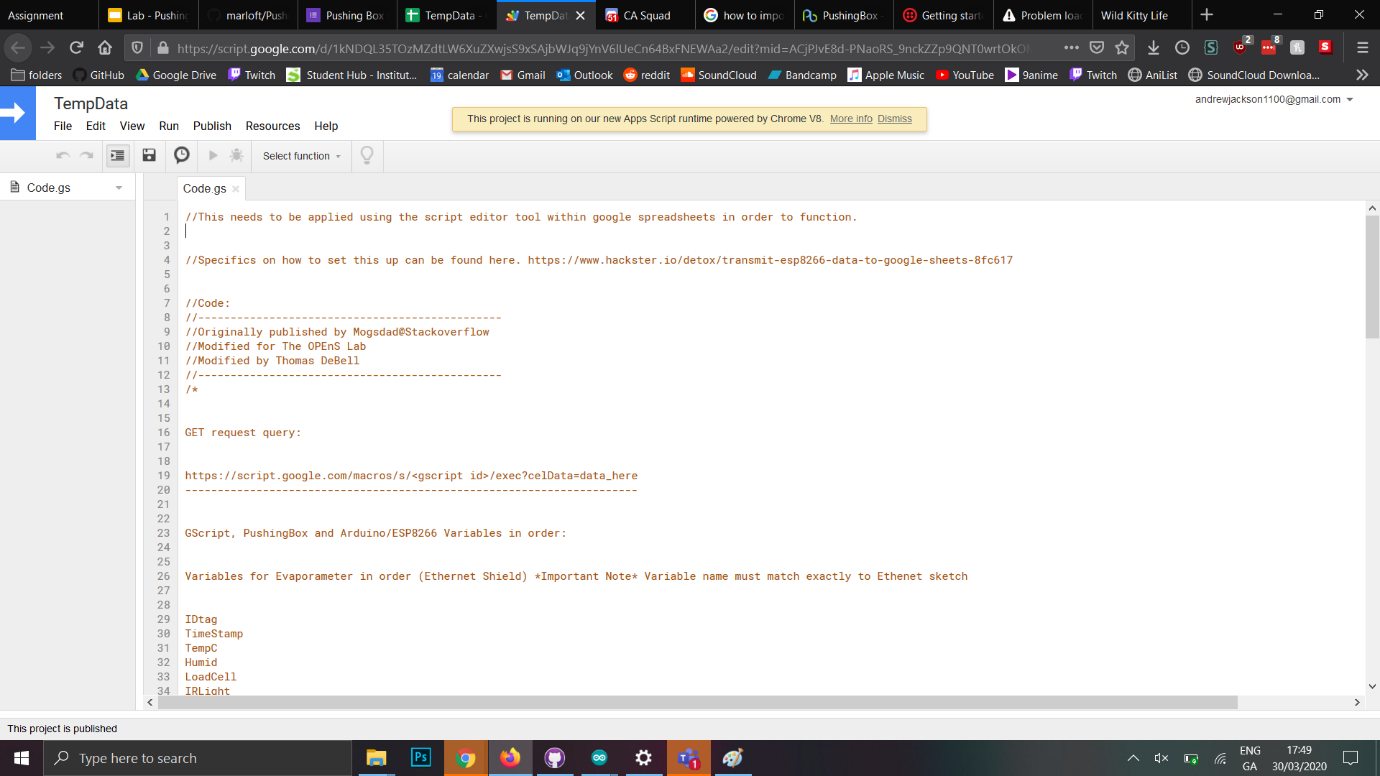 Assignment
Lab - Pushin
marloft/Push
Pushing Box
TempData -
TempDat
CA Squad
how to impo
PushingBox
Getting start
Problem load
Wild Kitty Life
folders
GitHub
Google Drive
Twitch
Student Hub - Institut...
calendar
Gmail
Outlook
reddit
SoundCloud
Bandcamp
Apple Music
YouTube
9anime
Twitch
AniList
SoundCloud Downloa...
TempData
andrewjackson1100@gmail.com
File Edit View Run Publish Resources Help
This project is running on our new Apps Script runtime powered by Chrome V8. More info Dismiss
Select function
Code.gs
Code.gs
1 //This needs to be applied using the script editor tool within google spreadsheets in order to function.
2
3
4 //Specifics on how to set this up can be found here. https://www.hackster.io/detox/transmit-esp8266-data-to-google-sheets-8fc617
5
6
7 //Code:
8 //-----------------------------------------------
9 //Originally published by Mogsdad@Stackoverflow
10 //Modified for The OPEnS Lab
11 //Modified by Thomas DeBell
12 //-----------------------------------------------
13 /*
14
15
16 GET request query:
17
18
19 https://script.google.com/macros/s/<gscript id>/exec?celData=data_here
20 ----------------------------------------------------------------------
21
22
23 GScript, PushingBox and Arduino/ESP8266 Variables in order:
24
25
26 Variables for Evaporameter in order (Ethernet Shield) *Important Note* Variable name must match exactly to Ethenet sketch
27
28
29 IDtag
30 TimeStamp
31 TempC
32 Humid
33 LoadCell
34 IRLight
This project is published
Type here to search
ENG
GA
17:49
30/03/2020